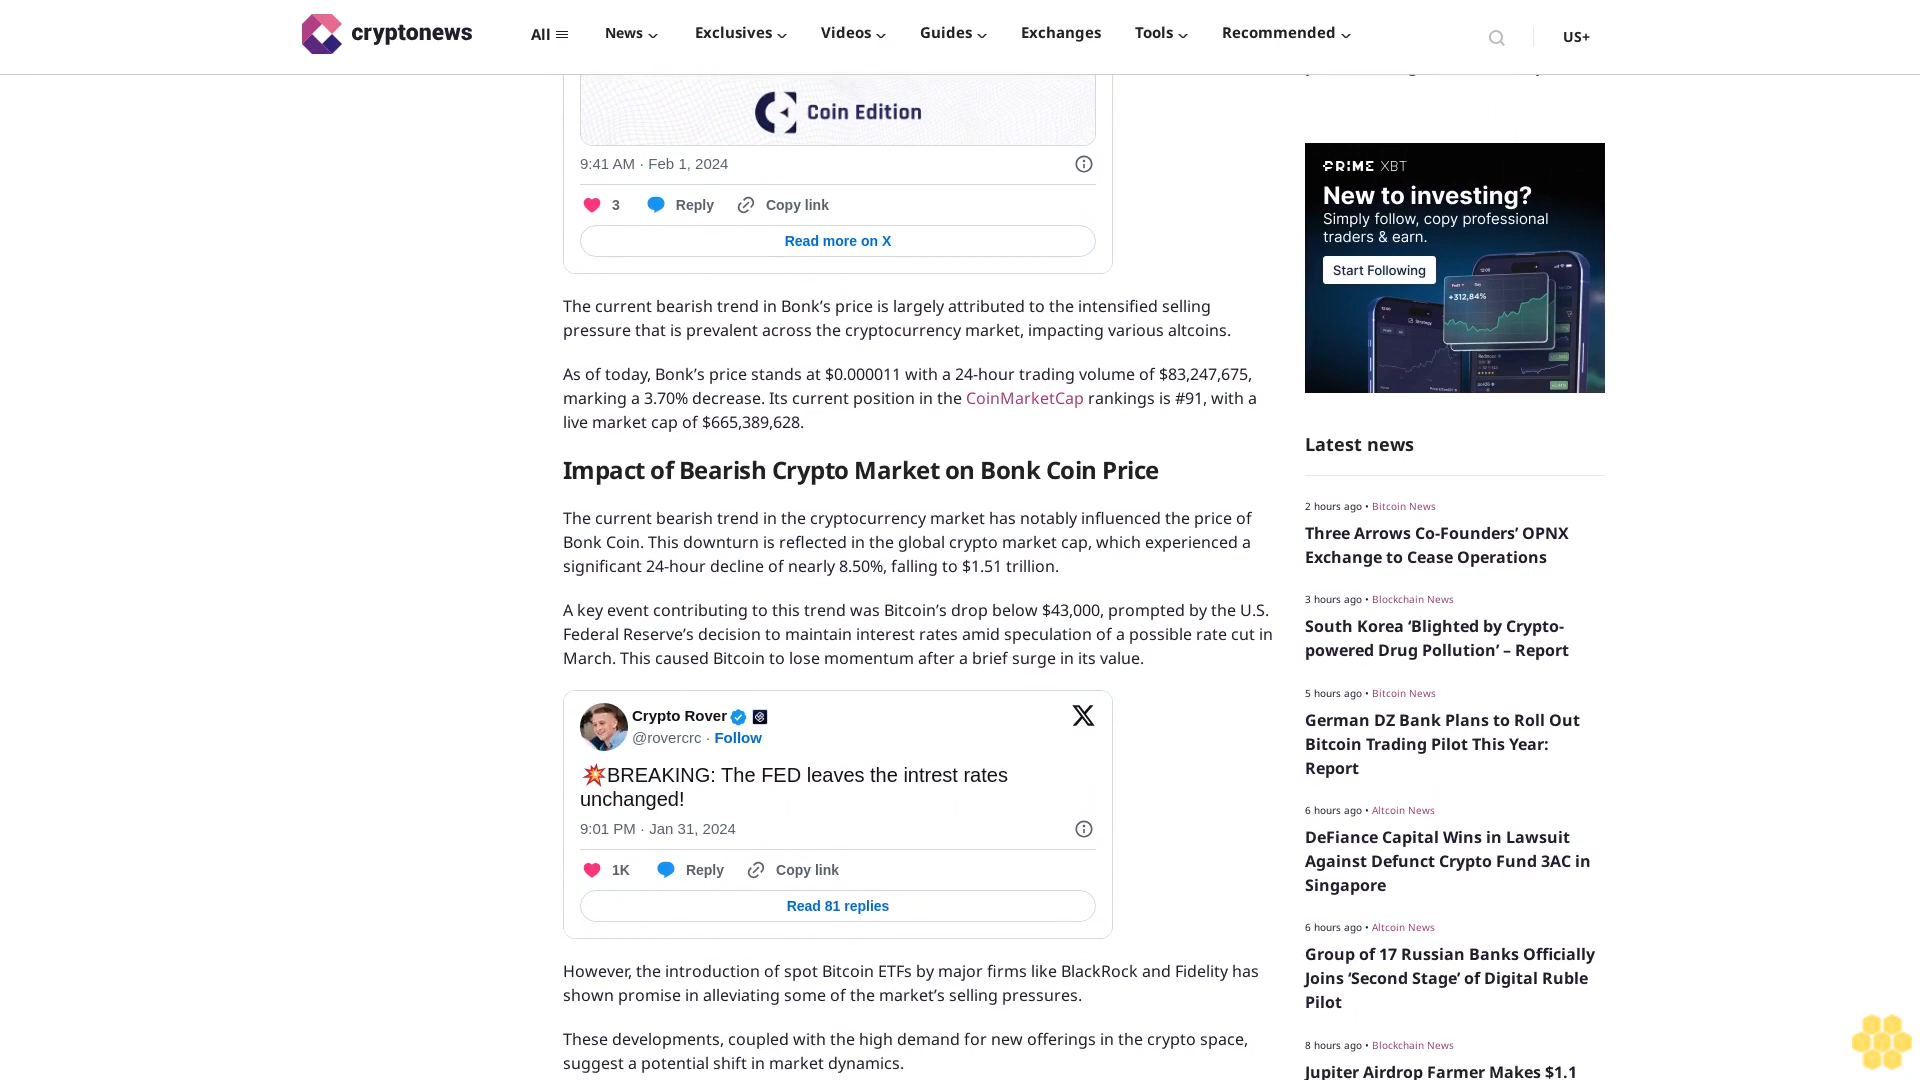 cryptonews
All
News
Exclusives
Videos
Guides
Exchanges
Tools
Recommended
US+
Coin Edition
9:41 AM · Feb 1, 2024
3
Reply
Copy link
Read more on X
The current bearish trend in Bonk’s price is largely attributed to the intensified selling
pressure that is prevalent across the cryptocurrency market, impacting various altcoins.
As of today, Bonk’s price stands at $0.000011 with a 24-hour trading volume of $83,247,675,
marking a 3.70% decrease. Its current position in the CoinMarketCap rankings is #91, with a
live market cap of $665,389,628.
Impact of Bearish Crypto Market on Bonk Coin Price
The current bearish trend in the cryptocurrency market has notably influenced the price of
Bonk Coin. This downturn is reflected in the global crypto market cap, which experienced a
significant 24-hour decline of nearly 8.50%, falling to $1.51 trillion.
A key event contributing to this trend was Bitcoin’s drop below $43,000, prompted by the U.S.
Federal Reserve’s decision to maintain interest rates amid speculation of a possible rate cut in
March. This caused Bitcoin to lose momentum after a brief surge in its value.
Crypto Rover
@rovercrc · Follow
💥BREAKING: The FED leaves the intrest rates
unchanged!
9:01 PM · Jan 31, 2024
1K
Reply
Copy link
Read 81 replies
However, the introduction of spot Bitcoin ETFs by major firms like BlackRock and Fidelity has
shown promise in alleviating some of the market’s selling pressures.
These developments, coupled with the high demand for new offerings in the crypto space,
suggest a potential shift in market dynamics.
PRIME XBT
New to investing?
Simply follow, copy professional
traders & earn.
Start Following
+312,84%
Latest news
2 hours ago • Bitcoin News
Three Arrows Co-Founders’ OPNX
Exchange to Cease Operations
3 hours ago • Blockchain News
South Korea ‘Blighted by Crypto-
powered Drug Pollution’ – Report
5 hours ago • Bitcoin News
German DZ Bank Plans to Roll Out
Bitcoin Trading Pilot This Year:
Report
6 hours ago • Altcoin News
DeFiance Capital Wins in Lawsuit
Against Defunct Crypto Fund 3AC in
Singapore
6 hours ago • Altcoin News
Group of 17 Russian Banks Officially
Joins ‘Second Stage’ of Digital Ruble
Pilot
8 hours ago • Blockchain News
Jupiter Airdrop Farmer Makes $1.1